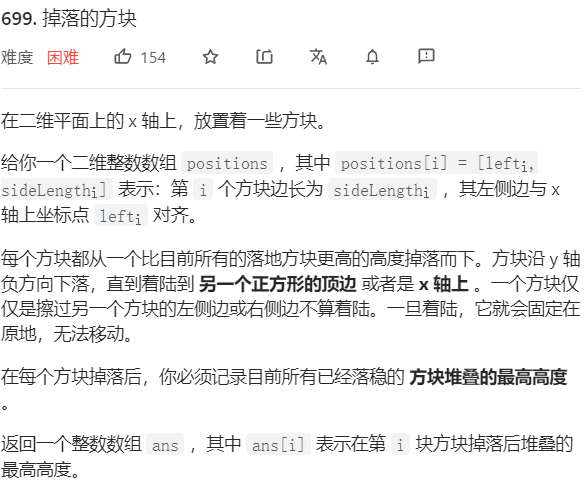 699. 掉落的方块
难度 困难 154
在二维平面上的 x 轴上，放置着一些方块。
给你一个二维整数数组 positions ，其中 positions[i] = [lefti,
sideLengthi] 表示：第 i 个方块边长为 sideLengthi ，其左侧边与 x
轴上坐标点 lefti 对齐。
每个方块都从一个比目前所有的落地方块更高的高度掉落而下。方块沿 y 轴
负方向下落，直到着陆到 另一个正方形的顶边 或者是 x 轴上 。一个方块仅
仅是擦过另一个方块的左侧边或右侧边不算着陆。一旦着陆，它就会固定在
原地，无法移动。
在每个方块掉落后，你必须记录目前所有已经落稳的 方块堆叠的最高高度
。
返回一个整数数组 ans ，其中 ans[i] 表示在第 i 块方块掉落后堆叠的
最高高度。